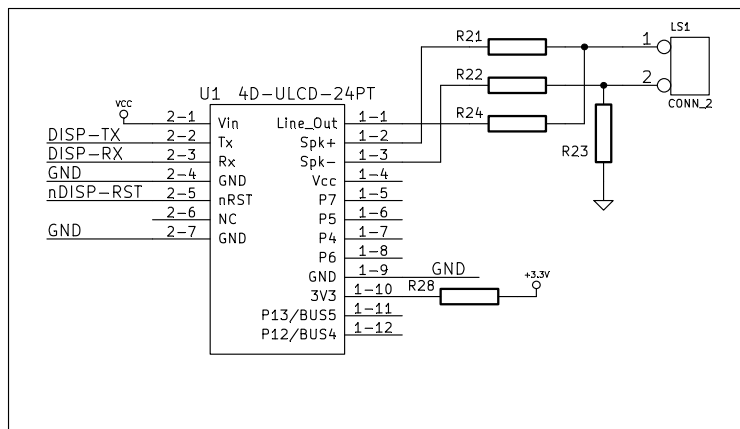 R21
LS1
1
R22
2
CONN_2
U1 4D-ULCD-24PT
R24
R23
VCC
2-1 Vin Line_Out 1-1
DISP-TX 2-2 Tx Spk+ 1-2
DISP-RX 2-3 Rx Spk- 1-3
GND 2-4 GND Vcc 1-4
nDISP-RST 2-5 nRST P7 1-5
2-6 NC P5 1-6
GND 2-7 GND P4 1-7
P6 1-8
GND 1-9 GND
3V3 1-10 R28 +3.3V
P13/BUS5 1-11
P12/BUS4 1-12